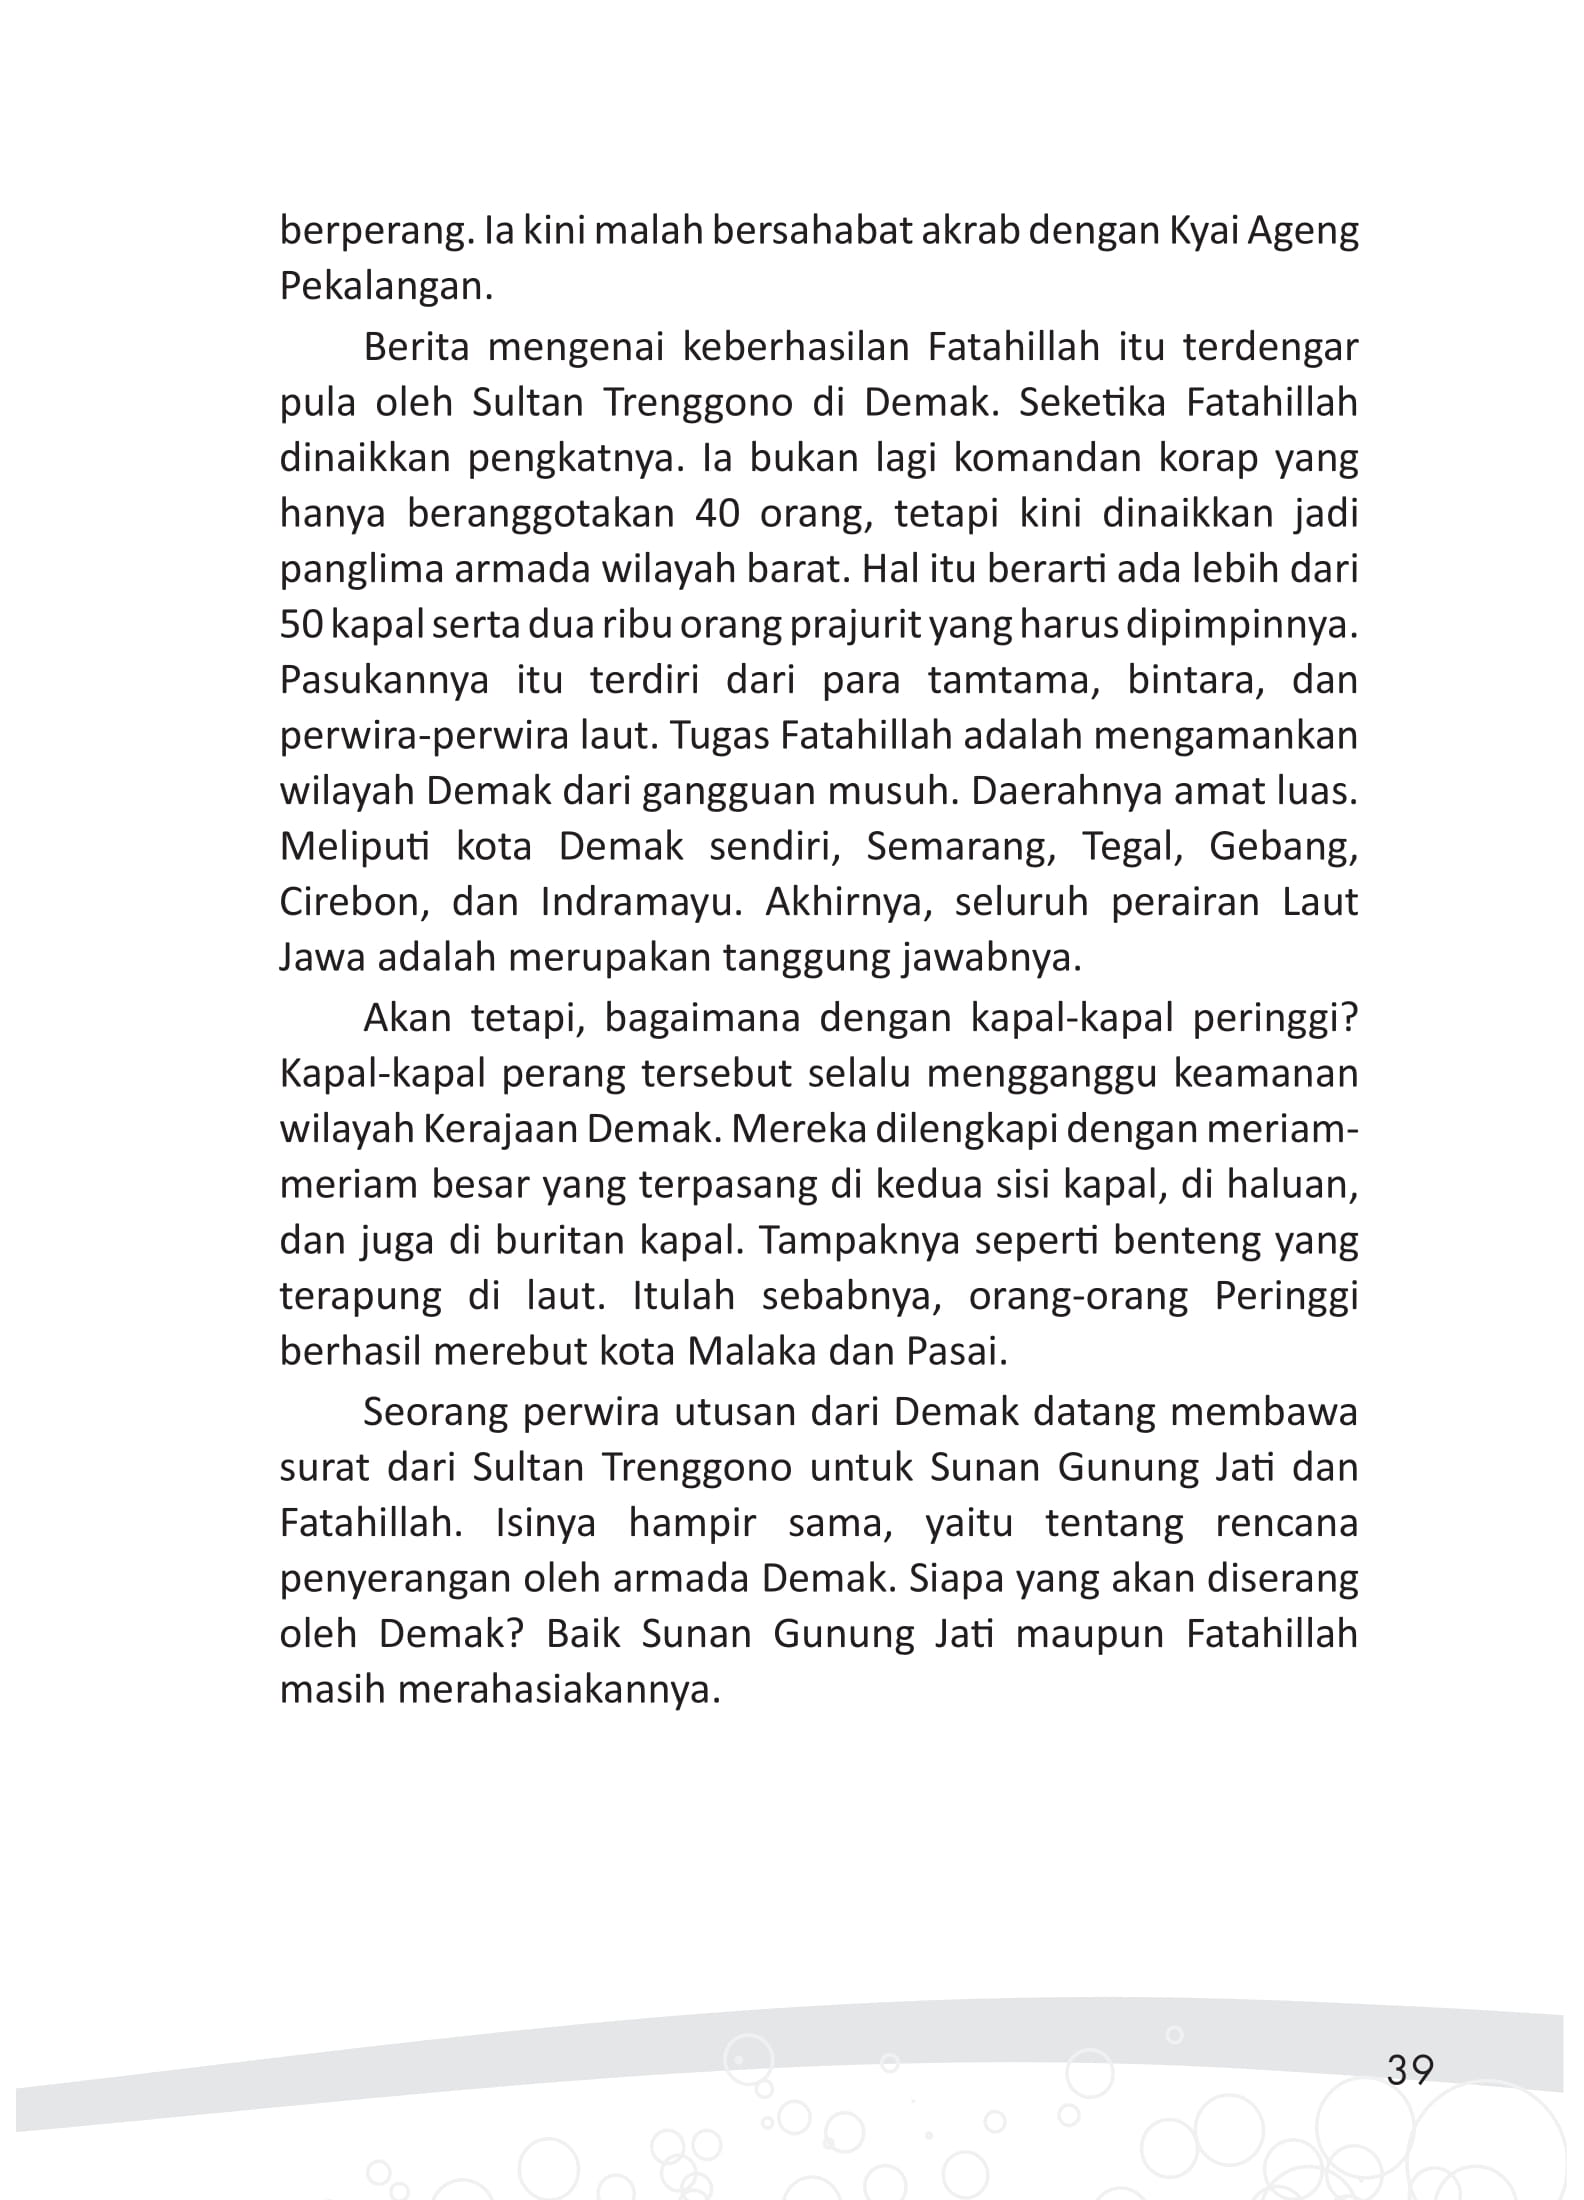 berperang. Ia kini malah bersahabat akrab dengan Kyai Ageng
Pekalangan.
Berita mengenai keberhasilan Fatahillah itu terdengar
pula oleh Sultan Trenggono di Demak. Seketika Fatahillah
dinaikkan pengkatnya. Ia bukan lagi komandan korap yang
hanya beranggotakan 40 orang, tetapi kini dinaikkan jadi
panglima armada wilayah barat. Hal itu berarti ada lebih dari
50 kapal serta dua ribu orang prajurit yang harus dipimpinnya.
Pasukannya itu terdiri dari para tamtama, bintara, dan
perwira-perwira laut. Tugas Fatahillah adalah mengamankan
wilayah Demak dari gangguan musuh. Daerahnya amat luas.
Meliputi kota Demak sendiri, Semarang, Tegal, Gebang,
Cirebon, dan Indramayu. Akhirnya, seluruh perairan Laut
Jawa adalah merupakan tanggung jawabnya.
Akan tetapi, bagaimana dengan kapal-kapal peringgi?
Kapal-kapal perang tersebut selalu mengganggu keamanan
wilayah Kerajaan Demak. Mereka dilengkapi dengan meriam-
meriam besar yang terpasang di kedua sisi kapal, di haluan,
dan juga di buritan kapal. Tampaknya seperti benteng yang
terapung di laut. Itulah sebabnya, orang-orang Peringgi
berhasil merebut kota Malaka dan Pasai.
Seorang perwira utusan dari Demak datang membawa
surat dari Sultan Trenggono untuk Sunan Gunung Jati dan
Fatahillah. Isinya hampir sama, yaitu tentang rencana
penyerangan oleh armada Demak. Siapa yang akan diserang
oleh Demak? Baik Sunan Gunung Jati maupun Fatahillah
masih merahasiakannya.
39